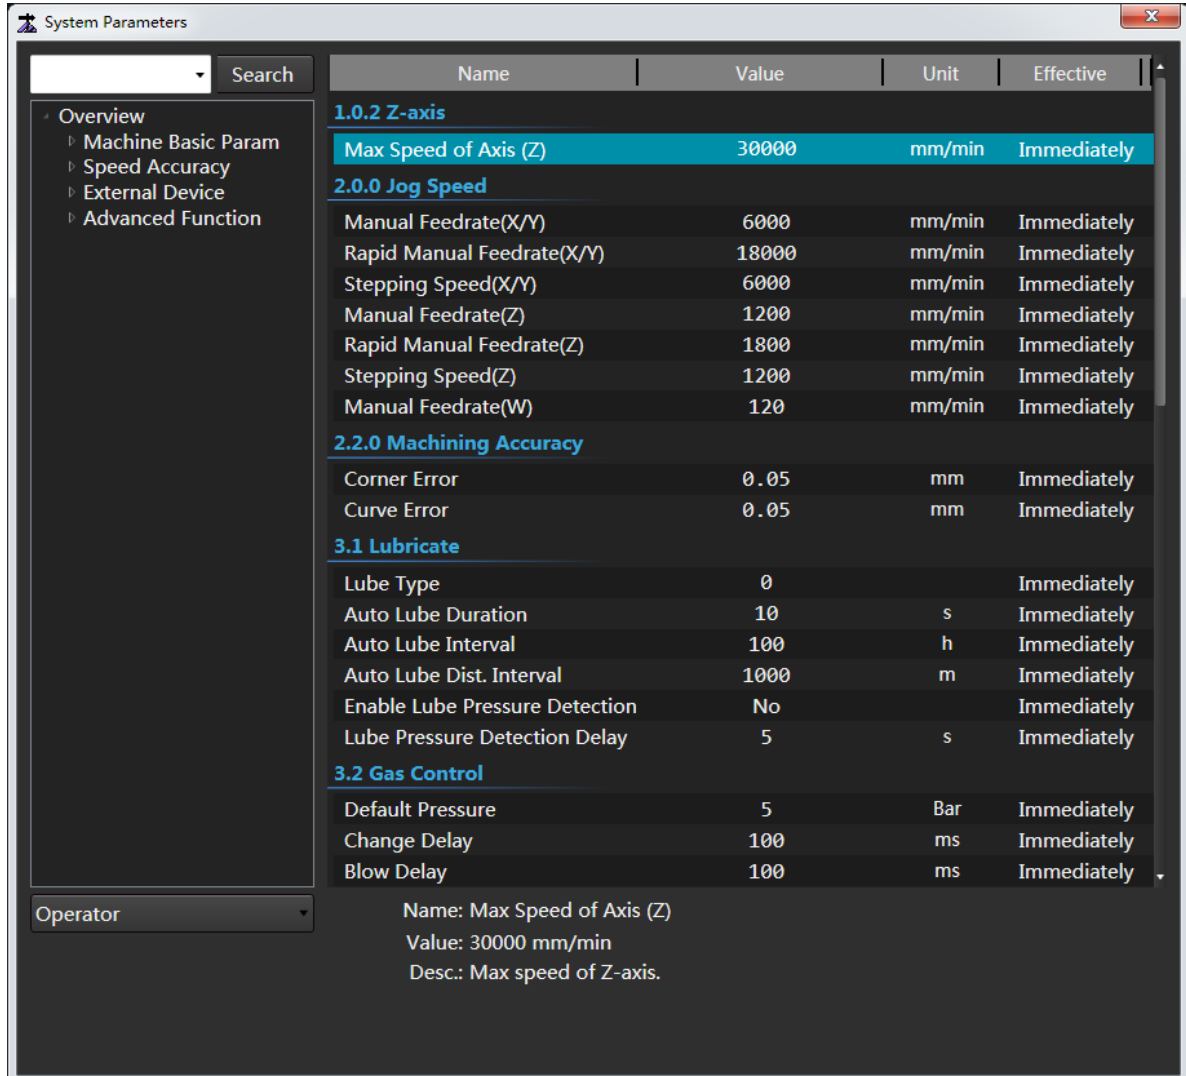 System Parameters
x
Search
Overview
Machine Basic Param
Speed Accuracy
External Device
Advanced Function
Operator
Name Value Unit Effective
1.0.2 Z-axis
Max Speed of Axis (Z) 30000 mm/min Immediately
2.0.0 Jog Speed
Manual Feedrate(X/Y) 6000 mm/min Immediately
Rapid Manual Feedrate(X/Y) 18000 mm/min Immediately
Stepping Speed(X/Y) 6000 mm/min Immediately
Manual Feedrate(Z) 1200 mm/min Immediately
Rapid Manual Feedrate(Z) 1800 mm/min Immediately
Stepping Speed(Z) 1200 mm/min Immediately
Manual Feedrate(W) 120 mm/min Immediately
2.2.0 Machining Accuracy
Corner Error 0.05 mm Immediately
Curve Error 0.05 mm Immediately
3.1 Lubricate
Lube Type 0 Immediately
Auto Lube Duration 10 s Immediately
Auto Lube Interval 100 h Immediately
Auto Lube Dist. Interval 1000 m Immediately
Enable Lube Pressure Detection No Immediately
Lube Pressure Detection Delay 5 s Immediately
3.2 Gas Control
Default Pressure 5 Bar Immediately
Change Delay 100 ms Immediately
Blow Delay 100 ms Immediately
Name: Max Speed of Axis (Z)
Value: 30000 mm/min
Desc.: Max speed of Z-axis.